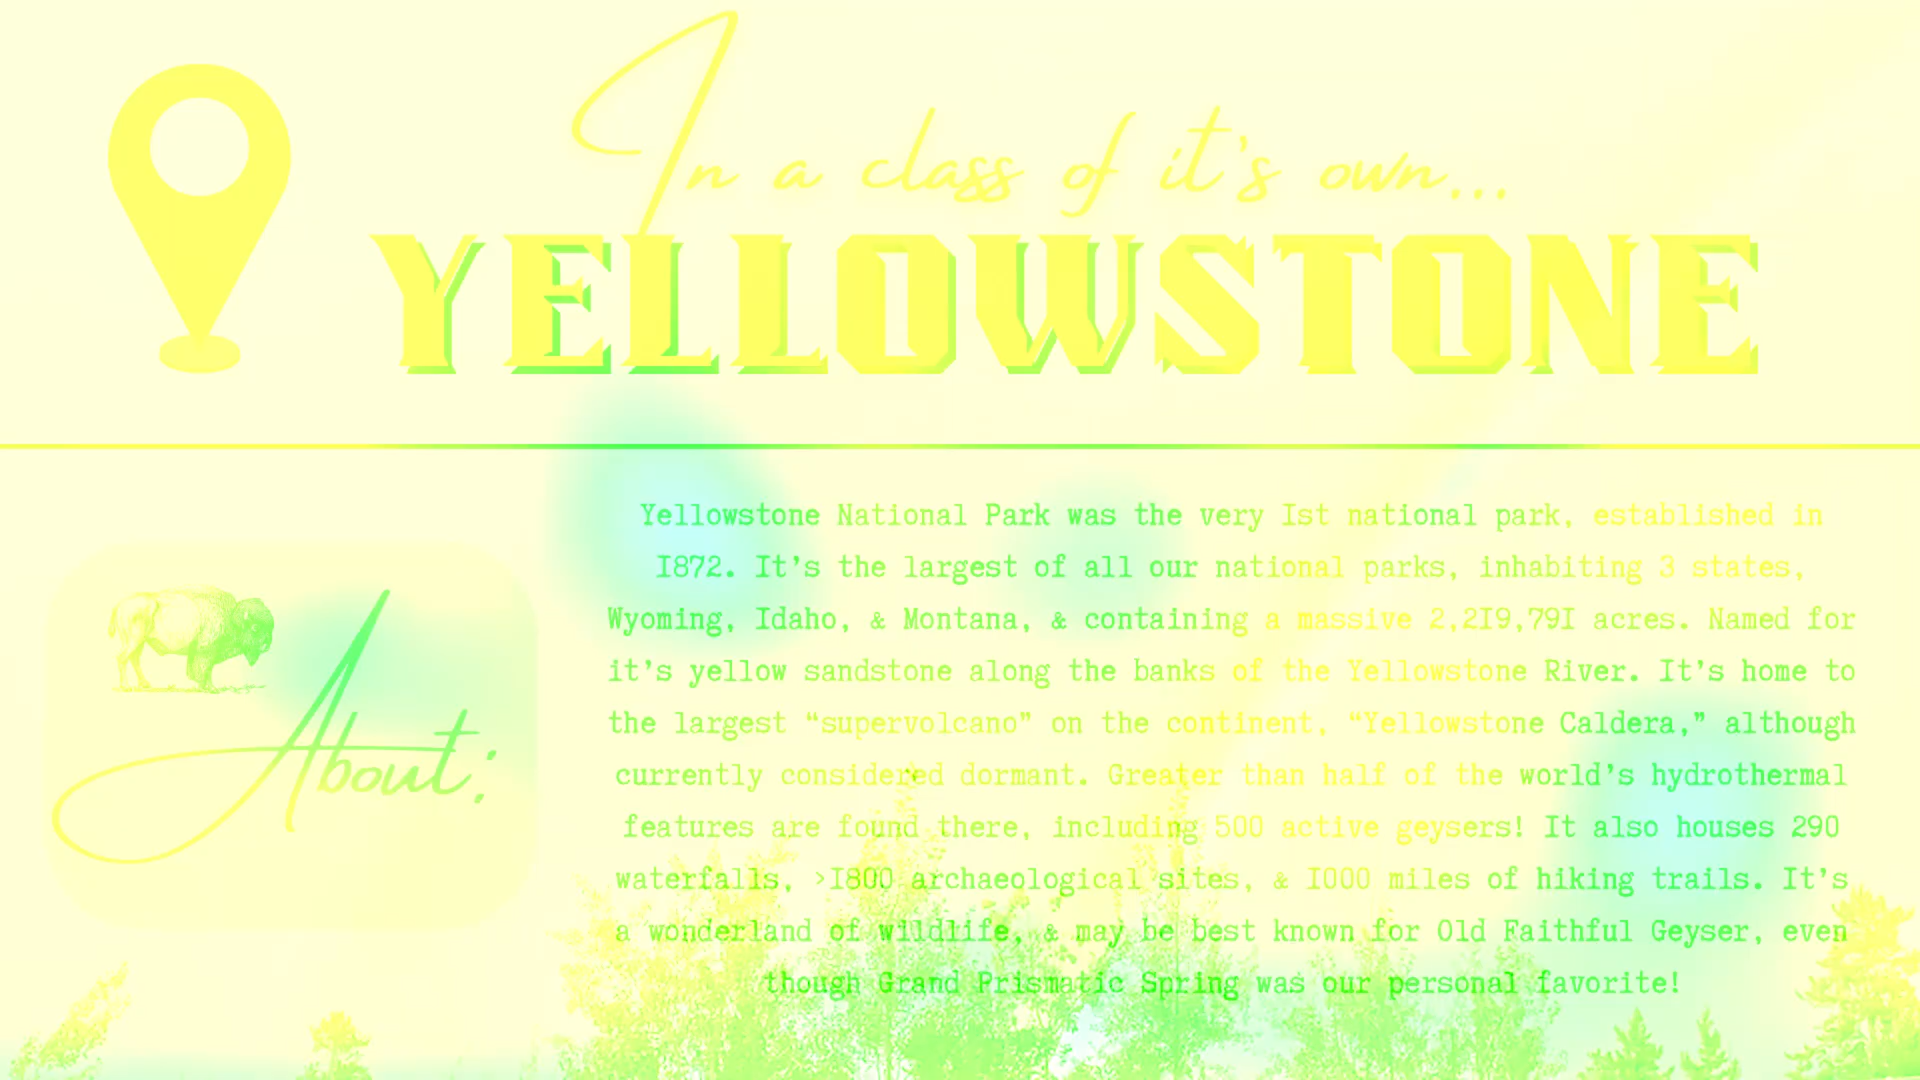 In a class of it's own...
YELLOWSTONE
About:
Yellowstone National Park was the very 1st national park, established in
1872. It's the largest of all our national parks, inhabiting 3 states,
Wyoming, Idaho, & Montana, & containing a massive 2,219,791 acres. Named for
it's yellow sandstone along the banks of the Yellowstone River. It's home to
the largest “supervolcano” on the continent, “Yellowstone Caldera,” although
currently considered dormant. Greater than half of the world's hydrothermal
features are found there, including 500 active geysers! It also houses 290
waterfalls, >1800 archaeological sites, & 1000 miles of hiking trails. It's
a wonderland of wildlife, & may be best known for Old Faithful Geyser, even
though Grand Prismatic Spring was our personal favorite!